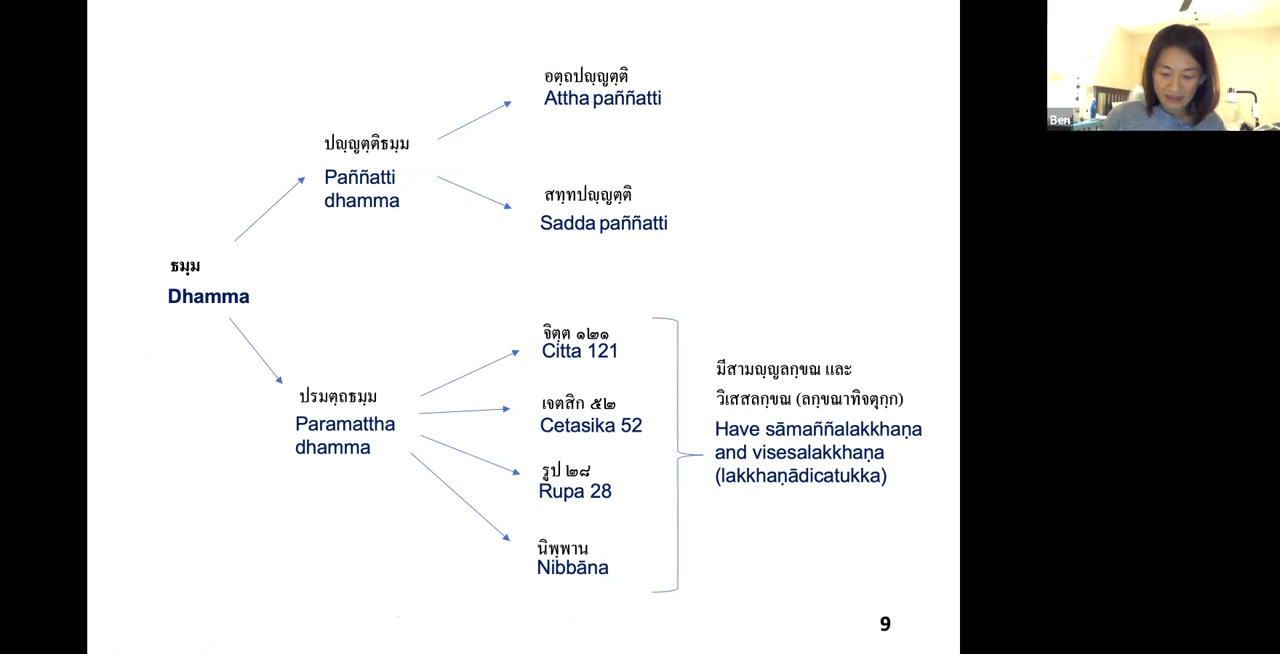 อตฺถปญฺญตฺติ
Attha paññatti
ปญฺญตฺติธมฺม
Paññatti
dhamma
สทฺทปญฺญตฺติ
Sadda paññatti
ธมฺม
Dhamma
จิตฺต ๑๒๑
Citta 121
ปรมตฺถธมฺม
Paramattha
dhamma
เจตสิก ๕๒
Cetasika 52
รูป ๒๘
Rupa 28
นิพฺพาน
Nibbāna
มีสามญฺญลกฺขณ และ
วิเสสลกฺขณ (ลกฺขณาทิจตุกฺก)
Have sāmaññalakkhaṇa
and visesalakkhaṇa
(lakkhaṇādicatukka)
9
Ben